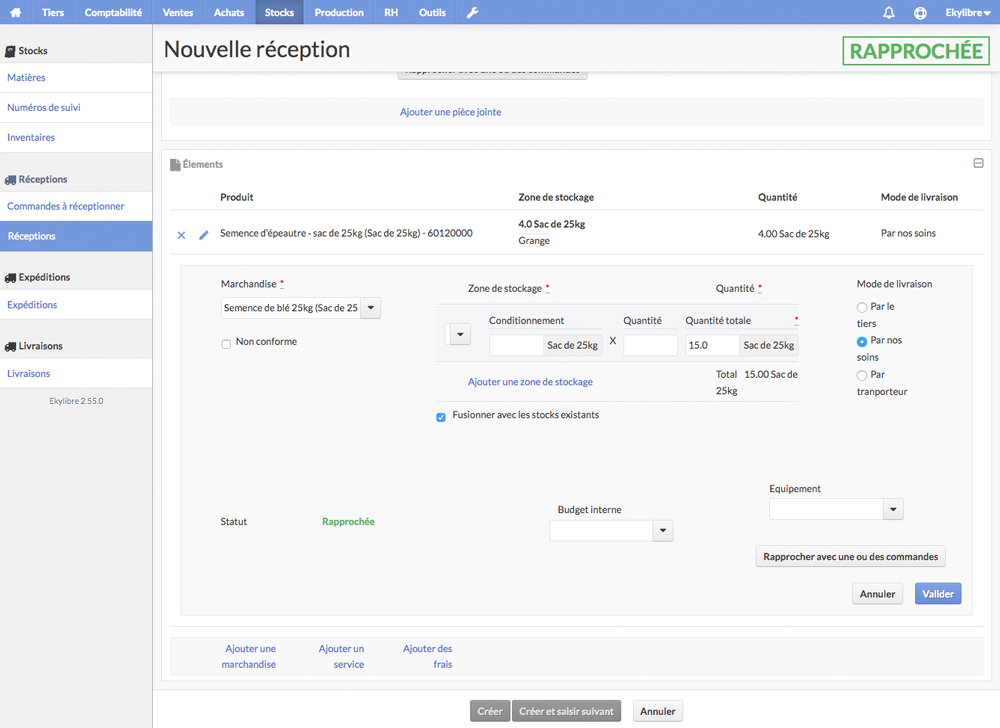 Tiers Comptabilité Ventes Achats Stocks Production RH Outils Ekylibre
Stocks
Matières
Numéros de suivi
Inventaires
Réceptions
Commandes à réceptionner
Réceptions
Expéditions
Expéditions
Livraisons
Livraisons
Ekylibre 2.55.0
Nouvelle réception
RAPPROCHÉE
Rapprocher avec une ou des commandes
Ajouter une pièce jointe
Élements
Produit Zone de stockage Quantité Mode de livraison
Semence d'épeautre - sac de 25kg (Sac de 25kg) - 60120000
4.0 Sac de 25kg
Grange
4.00 Sac de 25kg
Par nos soins
Marchandise *
Semence de blé 25kg (Sac de 25
Non conforme
Zone de stockage * Quantité *
Conditionnement Quantité Quantité totale *
Sac de 25kg X 15.0 Sac de 25kg
Ajouter une zone de stockage
Total 15.00 Sac de
25kg
Fusionner avec les stocks existants
Mode de livraison
Par le
tiers
Par nos
soins
Par
tranporteur
Statut Rapprochée
Budget interne
Equipement
Rapprocher avec une ou des commandes
Annuler Valider
Ajouter une
marchandise
Ajouter un
service
Ajouter des
frais
Créer Créer et saisir suivant Annuler